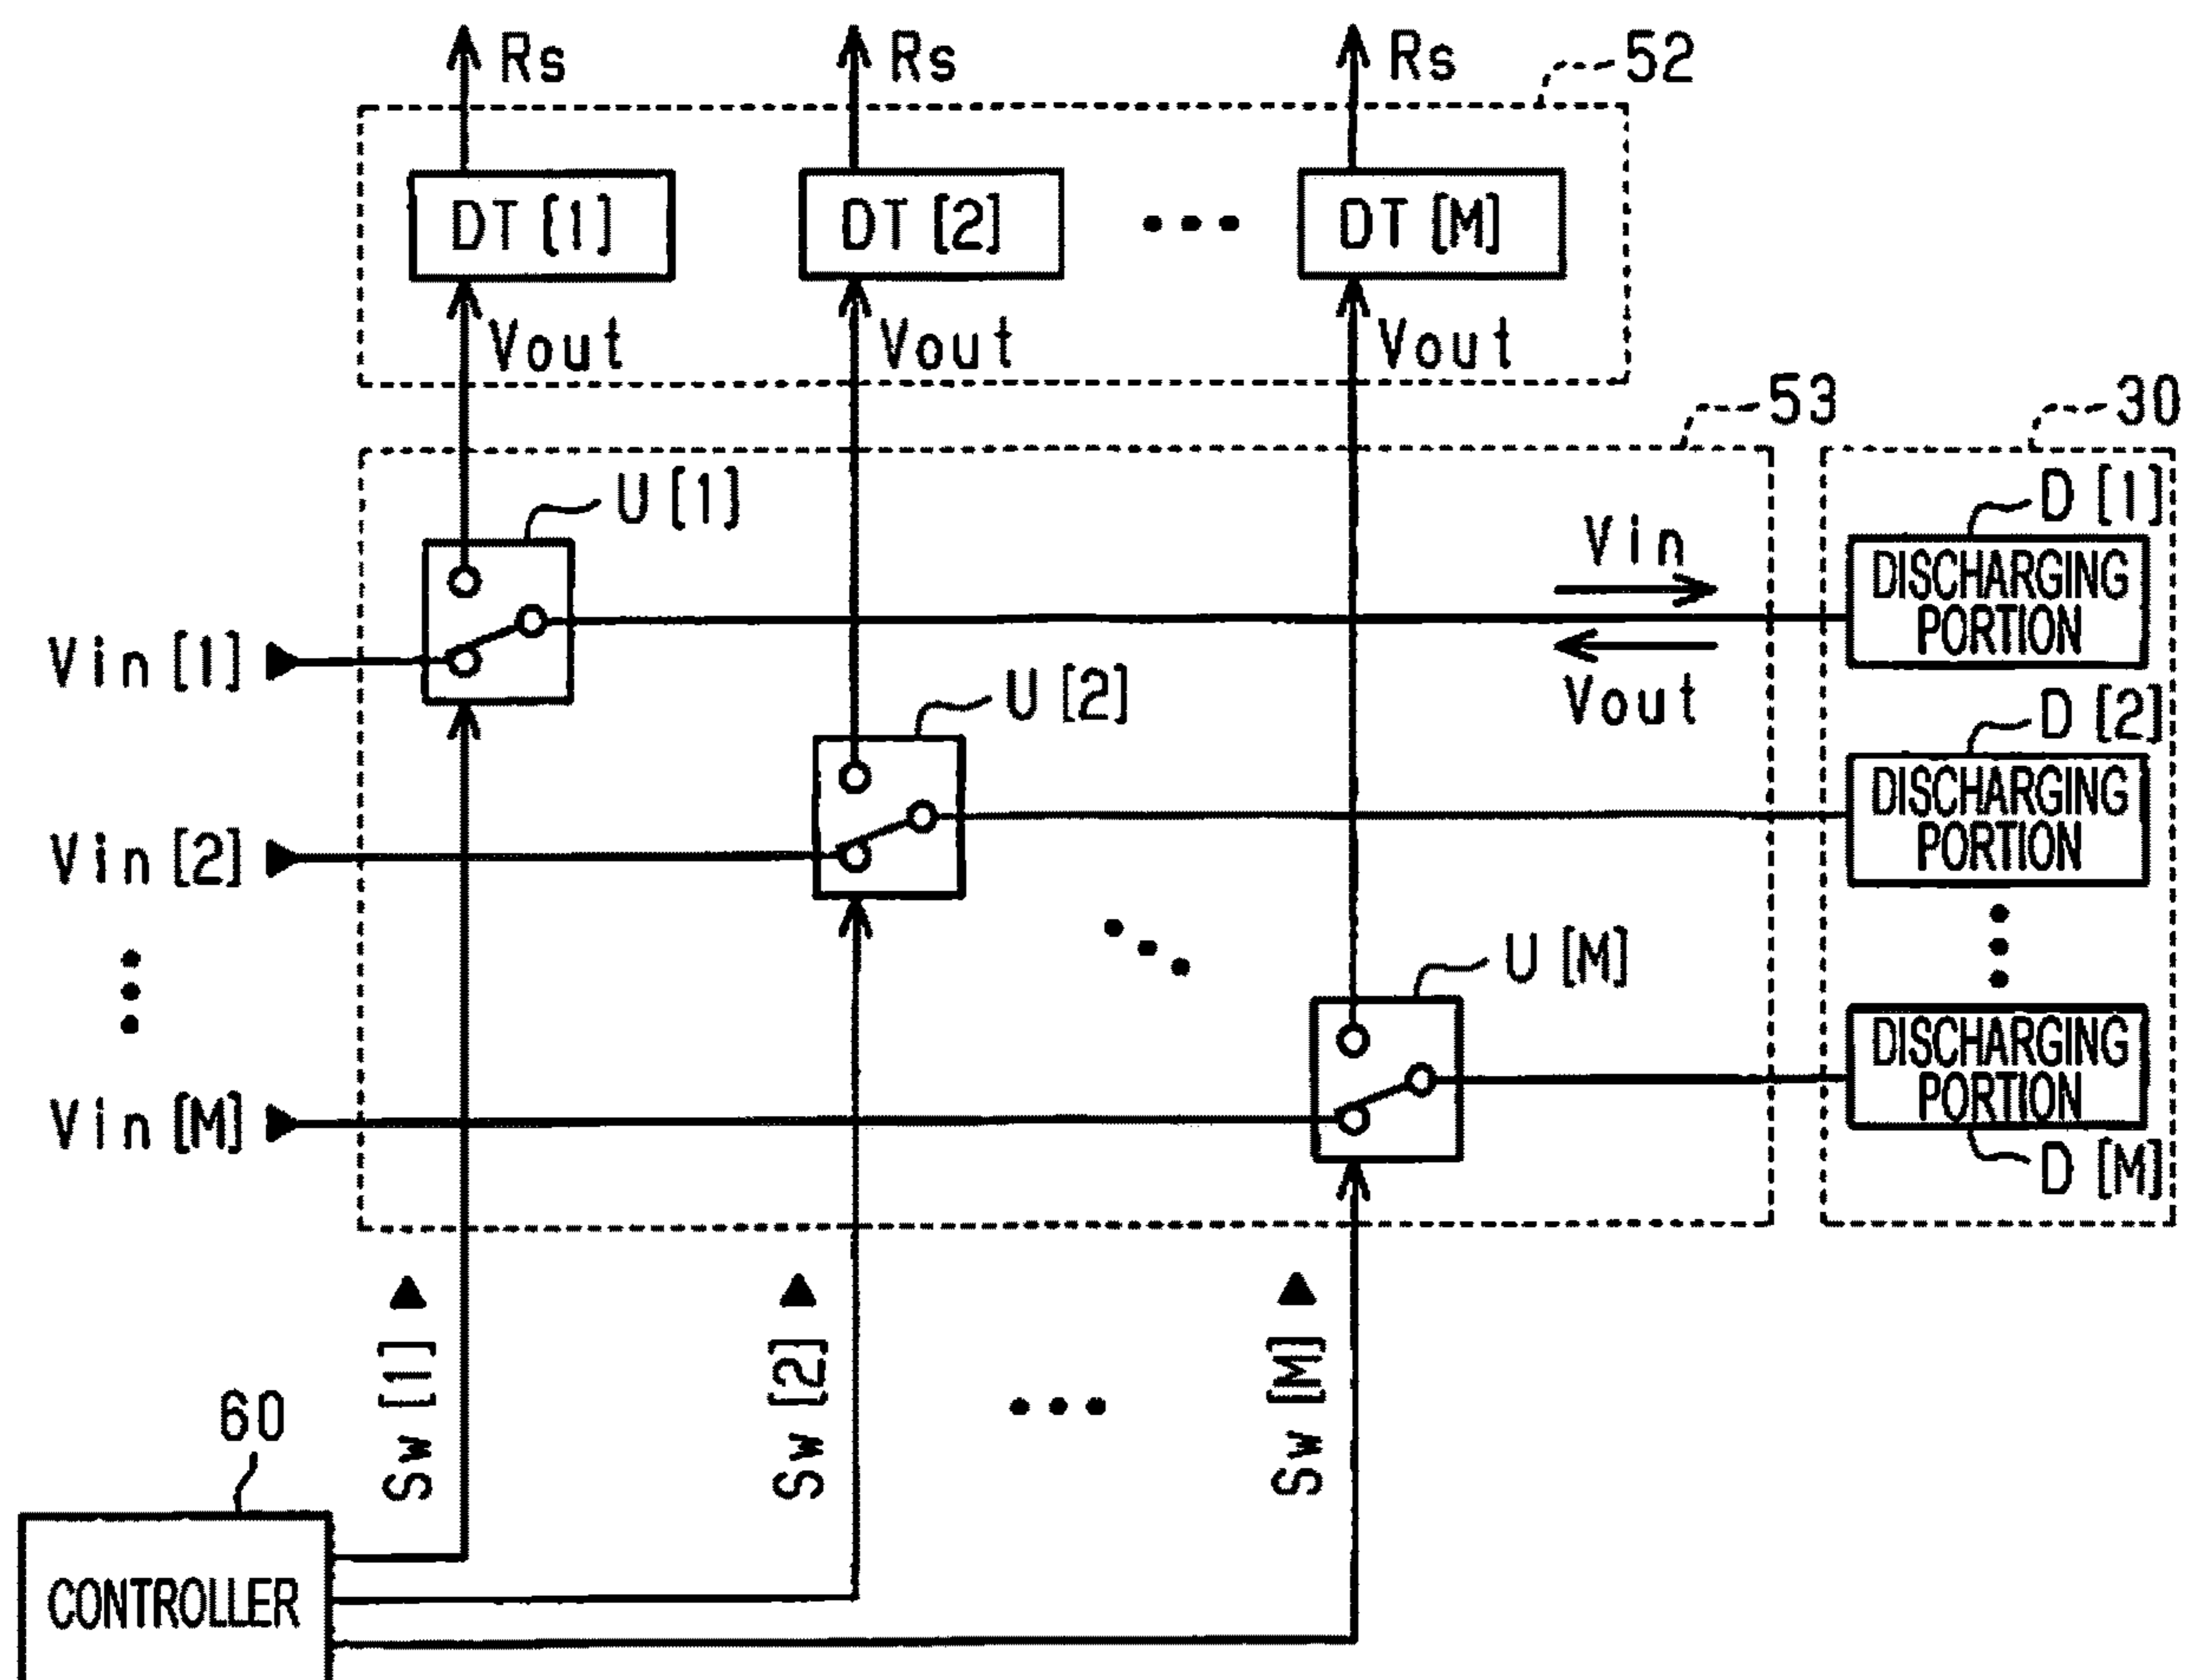 Rs
Rs
Rs
52
DT [1]
DT [2]
DT [M]
Vout
Vout
Vout
53
30
U [1]
D [1]
Vin
DISCHARGING
PORTION
Vin [1]
Vout
U [2]
D [2]
DISCHARGING
PORTION
Vin [2]
U [M]
DISCHARGING
PORTION
Vin [M]
D [M]
Sw [1]
Sw [2]
Sw [M]
60
CONTROLLER